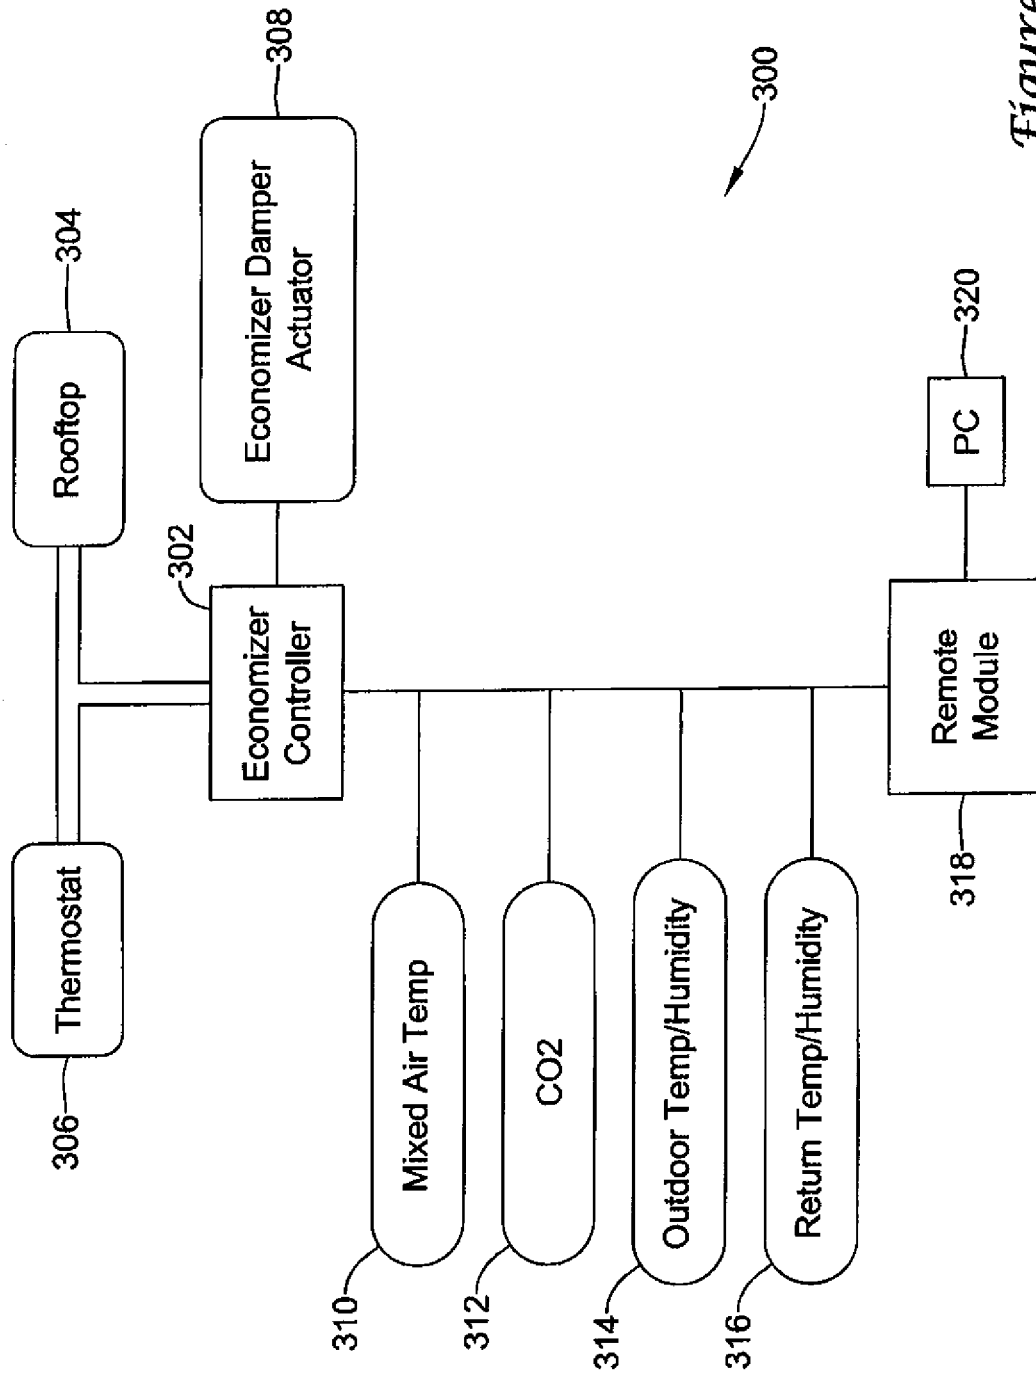 Rooftop
304
Thermostat
306
Economizer
Controller
302
Economizer Damper
Actuator
308
Mixed Air Temp
310
CO2
312
Outdoor Temp/Humidity
314
Return Temp/Humidity
316
Remote
Module
318
PC
320
300
Figure